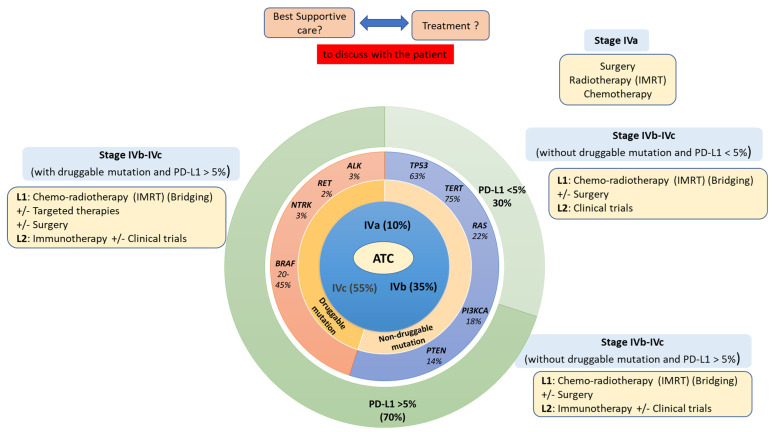 Best Supportive
care?
Treatment ?
to discuss with the patient
Stage IVa
Surgery
Radiotherapy (IMRT)
Chemotherapy
Stage IVb-IVc
(with druggable mutation and PD-L1 > 5%)
L1: Chemo-radiotherapy (IMRT) (Bridging)
+/- Targeted therapies
+/- Surgery
L2: Immunotherapy +/- Clinical trials
Stage IVb-IVc
(without druggable mutation and PD-L1 < 5%)
L1: Chemo-radiotherapy (IMRT) (Bridging)
+/- Surgery
L2: Clinical trials
ALK
3%
RET
2%
NTRK
3%
BRAF
20-
45%
TP53
63%
TERT
75%
RAS
22%
PI3KCA
18%
PTEN
14%
PD-L1 <5%
30%
IVa (10%)
ATC
IVc (55%)
IVb (35%)
Druggable
mutation
Non-druggable
mutation
PD-L1 >5%
(70%)
Stage IVb-IVc
(without druggable mutation and PD-L1 > 5%)
L1: Chemo-radiotherapy (IMRT) (Bridging)
+/- Surgery
L2: Immunotherapy +/- Clinical trials